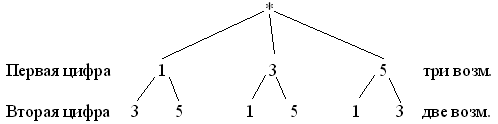 *
Первая цифра 1 3 5 три возм.
Вторая цифра 3 5 1 5 1 3 две возм.